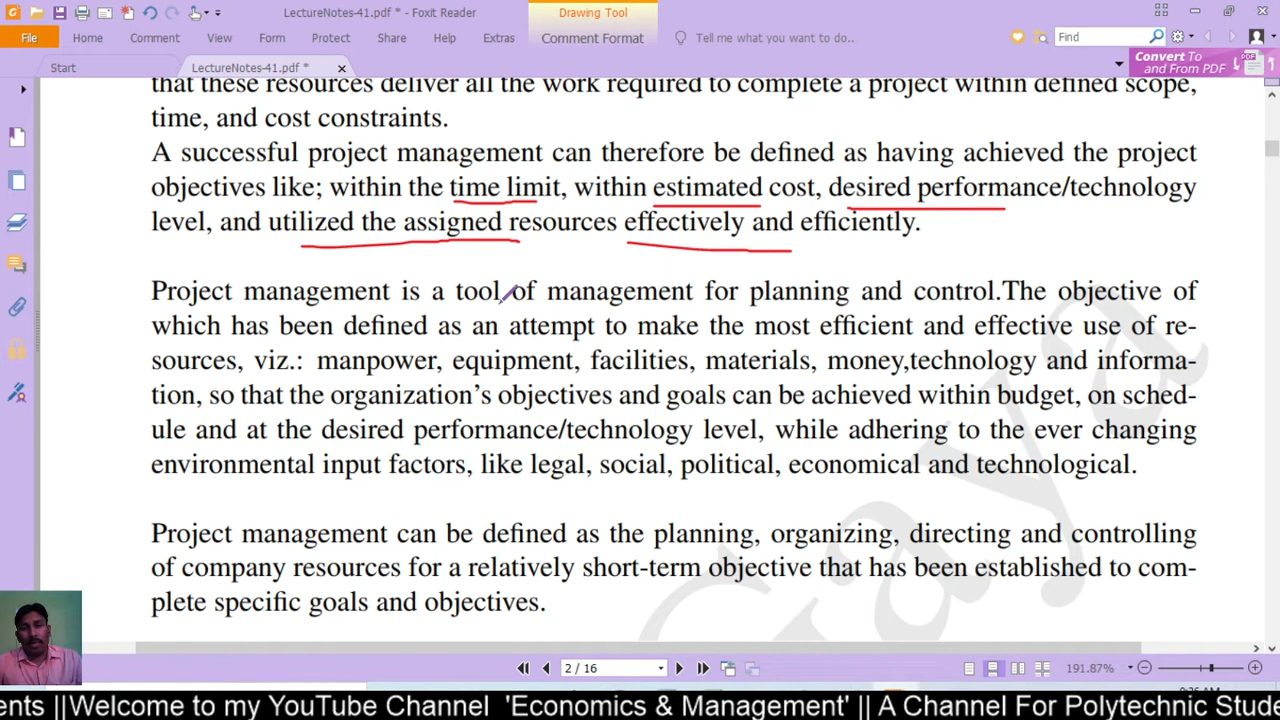 LectureNotes-41.pdf * - Foxit Reader
Drawing Tool
File
Home
Comment
View
Form
Protect
Share
Help
Extras
Comment Format
Tell me what you want to do..
Find
Start
LectureNotes-41.pdf *
Convert To
and From PDF
PDF
that these resources deliver all the work required to complete a project within defined scope,
time, and cost constraints.
A successful project management can therefore be defined as having achieved the project
objectives like; within the time limit, within estimated cost, desired performance/technology
level, and utilized the assigned resources effectively and efficiently.
Project management is a tool of management for planning and control.The objective of
which has been defined as an attempt to make the most efficient and effective use of re-
sources, viz.: manpower, equipment, facilities, materials, money,technology and informa-
tion, so that the organization's objectives and goals can be achieved within budget, on sched-
ule and at the desired performance/technology level, while adhering to the ever changing
environmental input factors, like legal, social, political, economical and technological.
Project management can be defined as the planning, organizing, directing and controlling
of company resources for a relatively short-term objective that has been established to com-
plete specific goals and objectives.
Gaya
2 / 16
191.87%
ents ||Welcome to my YouTube Channel 'Economics & Management' || A Channel For Polytechnic Stude